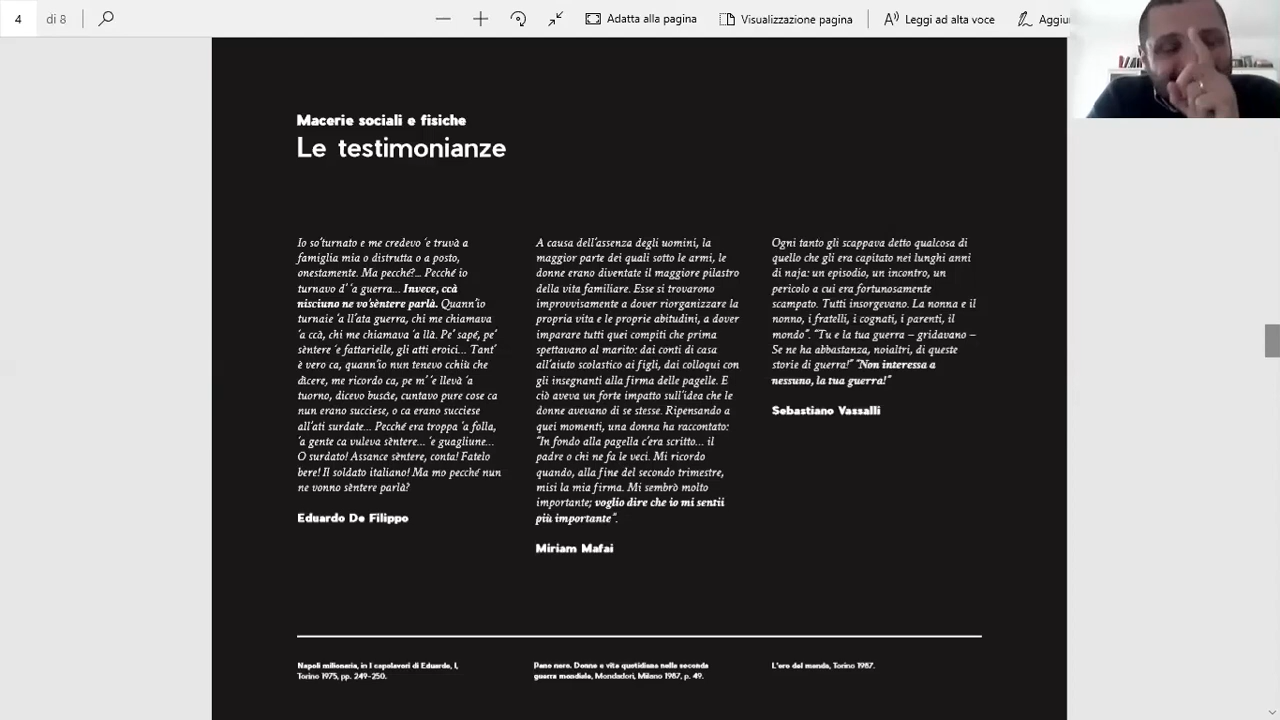 4 di 8 Adatta alla pagina Visualizzazione pagina Leggi ad alta voce Aggiu
Macerie sociali e fisiche
Le testimonianze
Io so'turnato e me credevo 'e truvà a
famiglia mia o distrutta o a posto,
onestamente. Ma pecché?... Pecché io
turnavo d' 'a guerra... Invece, ccà
nisciuno ne vo'sèntere parlà. Quann'io
turnaie 'a ll'ata guerra, chi me chiamava
'a ccà, chi me chiamava 'a llà. Pe' sapé, pe'
sèntere 'e fattarielle, gli atti eroici... Tant'
è vero ca, quann'io nun tenevo cchiù che
dicere, me ricordo ca, pe m' 'e llevà 'a
tuorno, dicevo buscìe, cuntavo pure cose ca
nun erano succiese, o ca erano succiese
all'ati surdate... Pecché era troppa 'a folla,
'a gente ca vuleva sèntere... 'e guagliune...
O surdato! Assance sèntere, conta! Fatelo
bere! Il soldato italiano! Ma mo pecché nun
ne vonno sèntere parlà?
Eduardo De Filippo
A causa dell'assenza degli uomini, la
maggior parte dei quali sotto le armi, le
donne erano diventate il maggiore pilastro
della vita familiare. Esse si trovarono
improvvisamente a dover riorganizzare la
propria vita e le proprie abitudini, a dover
imparare tutti quei compiti che prima
spettavano al marito: dai conti di casa
all'aiuto scolastico ai figli, dai colloqui con
gli insegnanti alla firma delle pagelle. E
ciò aveva un forte impatto sull'idea che le
donne avevano di se stesse. Ripensando a
quei momenti, una donna ha raccontato:
"In fondo alla pagella c'era scritto... il
padre o chi ne fa le veci. Mi ricordo
quando, alla fine del secondo trimestre,
misi la mia firma. Mi sembrò molto
importante; voglio dire che io mi sentii
più importante".
Miriam Mafai
Ogni tanto gli scappava detto qualcosa di
quello che gli era capitato nei lunghi anni
di naja: un episodio, un incontro, un
pericolo a cui era fortunosamente
scampato. Tutti insorgevano. La nonna e il
nonno, i fratelli, i cognati, i parenti, il
mondo". "Tu e la tua guerra – gridavano –
Se ne ha abbastanza, noialtri, di queste
storie di guerra!" "Non interessa a
nessuno, la tua guerra!"
Sebastiano Vassalli
Napoli milionaria, in I capolavori di Eduardo, I,
Torino 1975, pp. 249-250.
Pane nero. Donne e vita quotidiana nella seconda
guerra mondiale, Mondadori, Milano 1987, p. 49.
L'oro del mondo, Torino 1987.